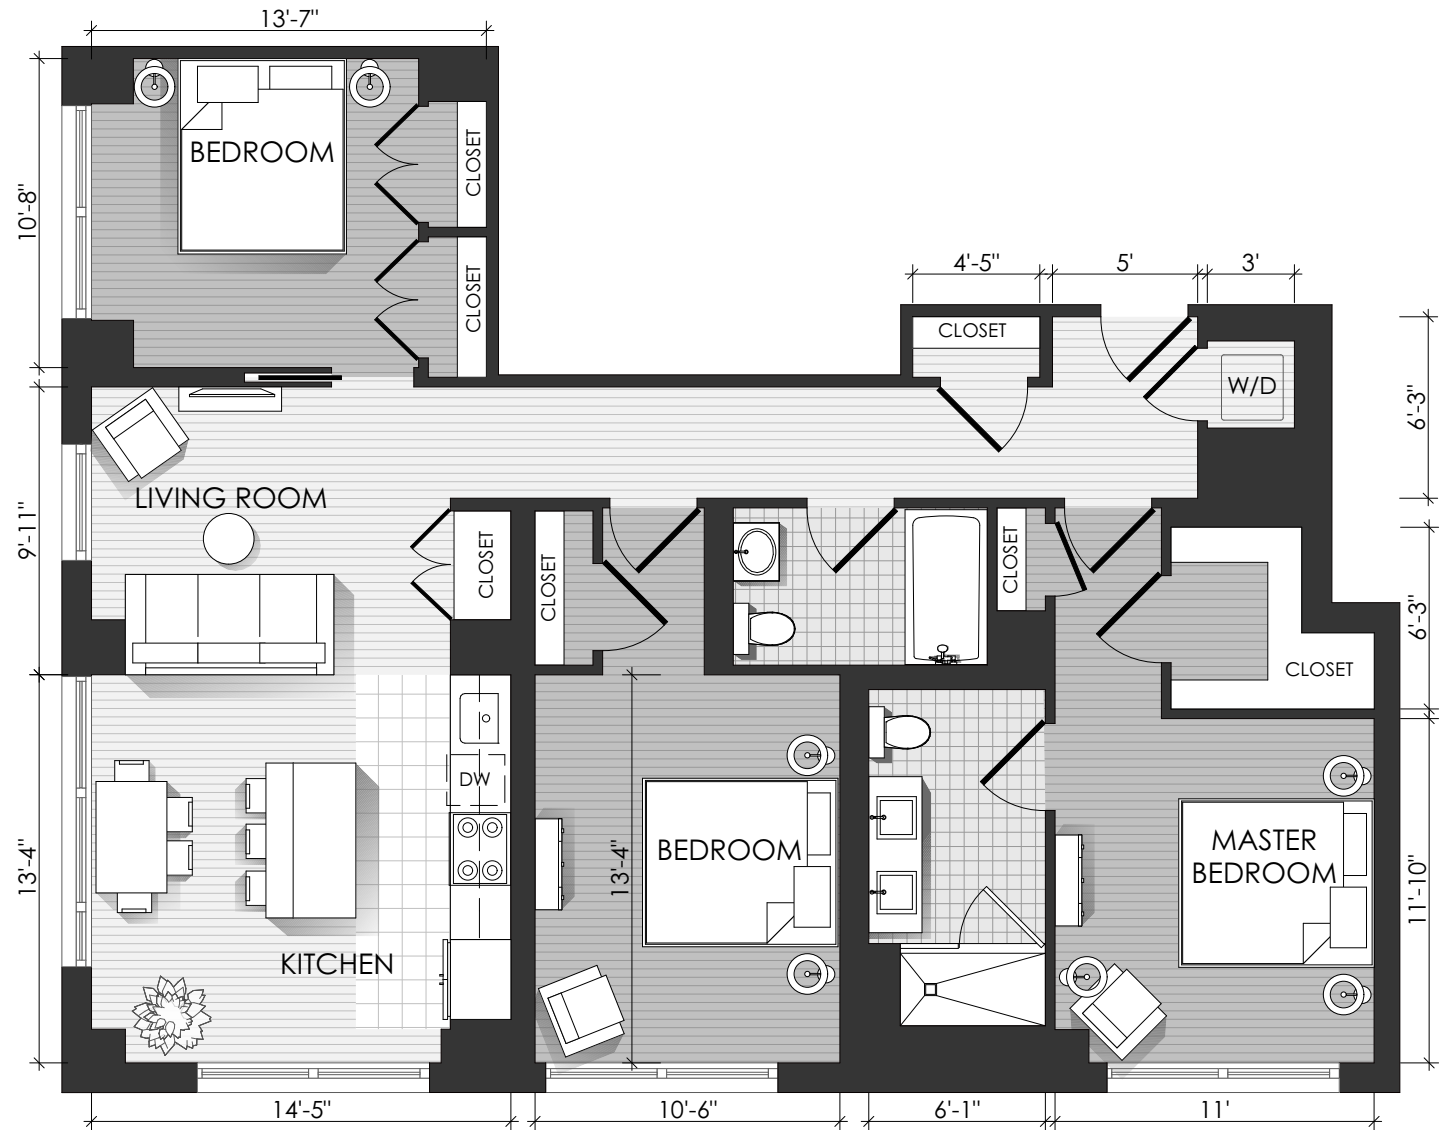 13'-7"
10'-8"
BEDROOM
CLOSET
CLOSET
4'-5"
5'
3'
CLOSET
W/D
6'-3"
LIVING ROOM
9'-11"
CLOSET
CLOSET
CLOSET
6'-3"
CLOSET
DW
13'-4"
KITCHEN
13'-4"
BEDROOM
MASTER
BEDROOM
11'-10"
14'-5"
10'-6"
6'-1"
11'